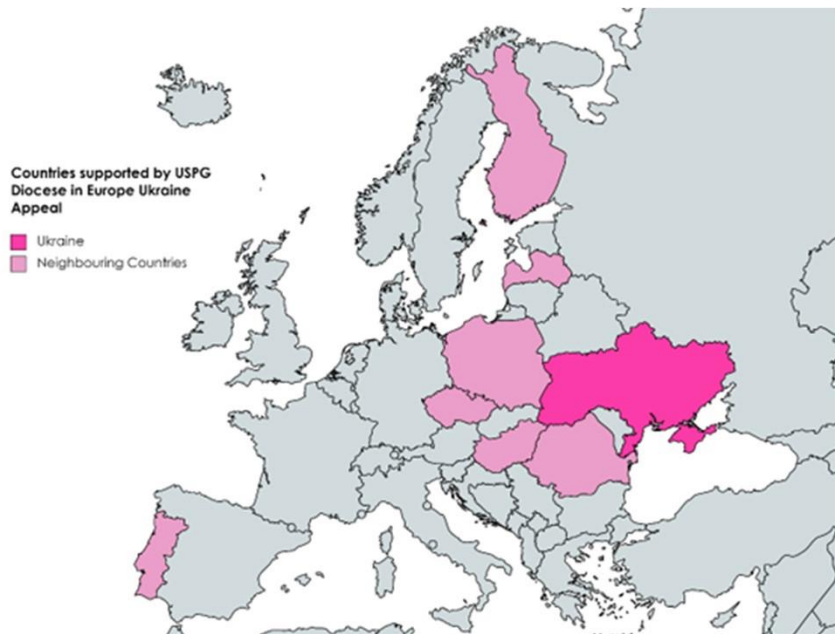 Countries supported by USPG
Diocese in Europe Ukraine
Appeal
Ukraine
Neighbouring Countries